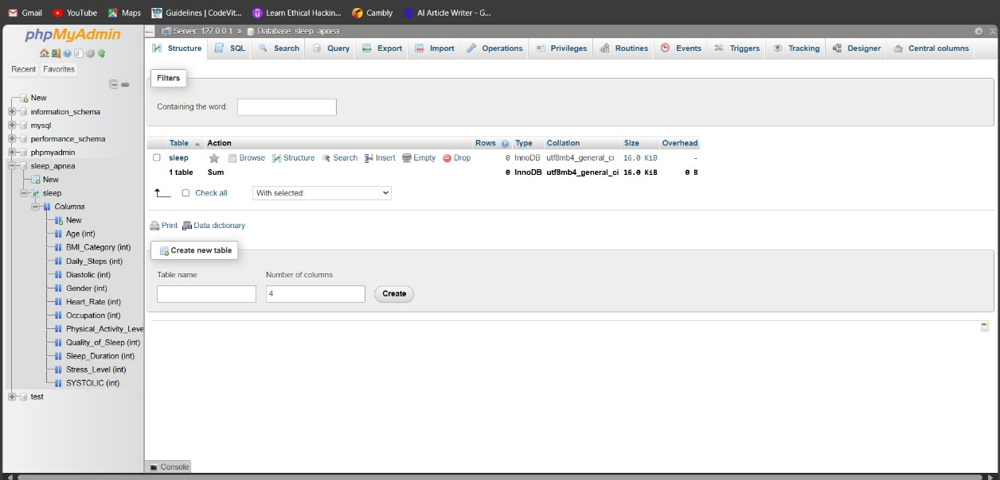 Gmail YouTube Maps Guidelines | CodeVit... Learn Ethical Hackin... Cambly AI Article Writer - G...
phpMyAdmin
Recent Favorites
New
information_schema
mysql
performance_schema
phpmyadmin
sleep_apnea
New
sleep
Columns
New
Age (int)
BMI_Category (int)
Daily_Steps (int)
Diastolic (int)
Gender (int)
Heart_Rate (int)
Occupation (int)
Physical_Activity_Leve
Quality_of_Sleep (int)
Sleep_Duration (int)
Stress_Level (int)
SYSTOLIC (int)
test
Server: 127.0.0.1 » Database: sleep_apnea
Structure SQL Search Query Export Import Operations Privileges Routines Events Triggers Tracking Designer Central columns
Filters
Containing the word:
Table Action Rows Type Collation Size Overhead
sleep Browse Structure Search Insert Empty Drop 0 InnoDB utf8mb4_general_ci 16.0 KiB -
1 table Sum 0 InnoDB utf8mb4_general_ci 16.0 KiB 0 B
Check all With selected:
Print Data dictionary
Create new table
Table name Number of columns
4 Create
Console